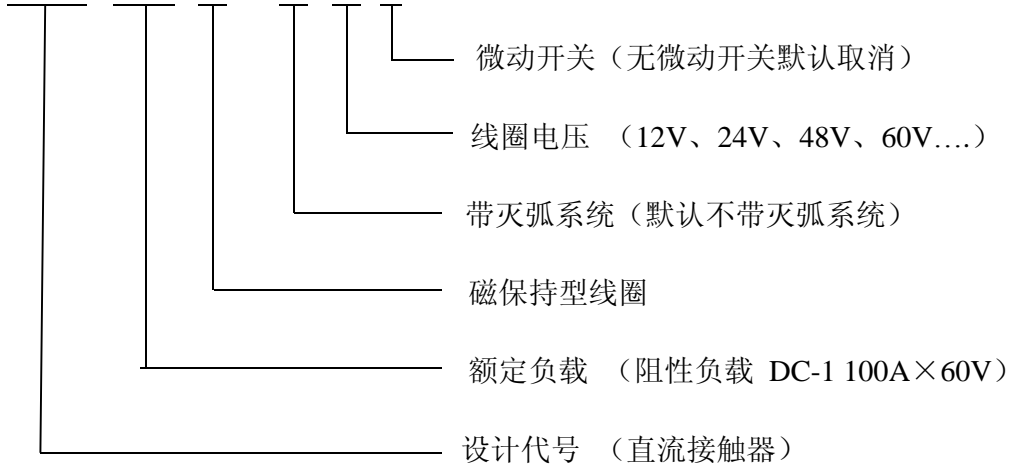 微动开关（无微动开关默认取消）
线圈电压 （12V、24V、48V、60V….）
带灭弧系统（默认不带灭弧系统）
磁保持型线圈
额定负载 （阻性负载 DC-1 100A×60V）
设计代号 （直流接触器）